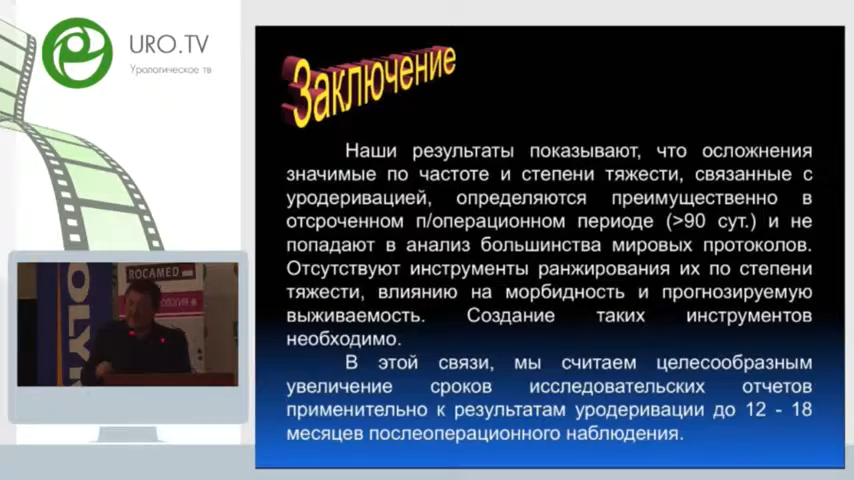 URO.TV
Урологическое тв
Заключение
Наши результаты показывают, что осложнения
значимые по частоте и степени тяжести, связанные с
уродеривацией, определяются преимущественно в
отсроченном п/операционном периоде (>90 сут.) и не
попадают в анализ большинства мировых протоколов.
Отсутствуют инструменты ранжирования их по степени
тяжести, влиянию на морбидность и прогнозируемую
выживаемость. Создание таких инструментов
необходимо.
В этой связи, мы считаем целесообразным
увеличение сроков исследовательских отчетов
применительно к результатам уродеривации до 12 - 18
месяцев послеоперационного наблюдения.
ROCAMED